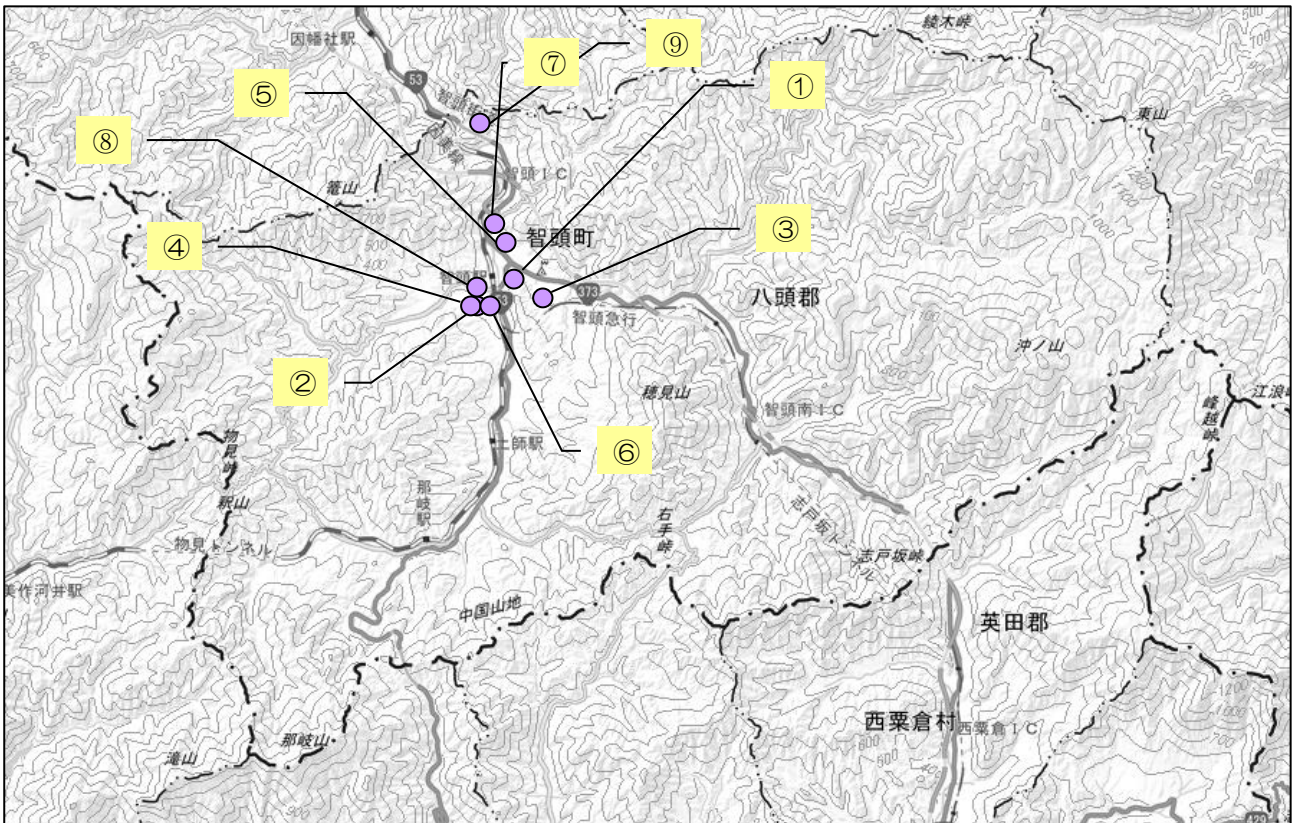 綾木峠
因幡社駅
⑨
⑦
53
①
⑤
東山
⑧
智頭IC
篭山
③
智頭町
④
智頭駅
373
八頭郡
智頭急行
沖ノ山
②
穂見山
江浪峠
峰越峠
智頭南IC
物見峠
土師駅
⑥
那岐駅
釈山
右手峠
志戸坂トンネル
物見トンネル
志戸坂峠
美作河井駅
中国山地
英田郡
西粟倉村
西粟倉IC
那岐山
滝山
429